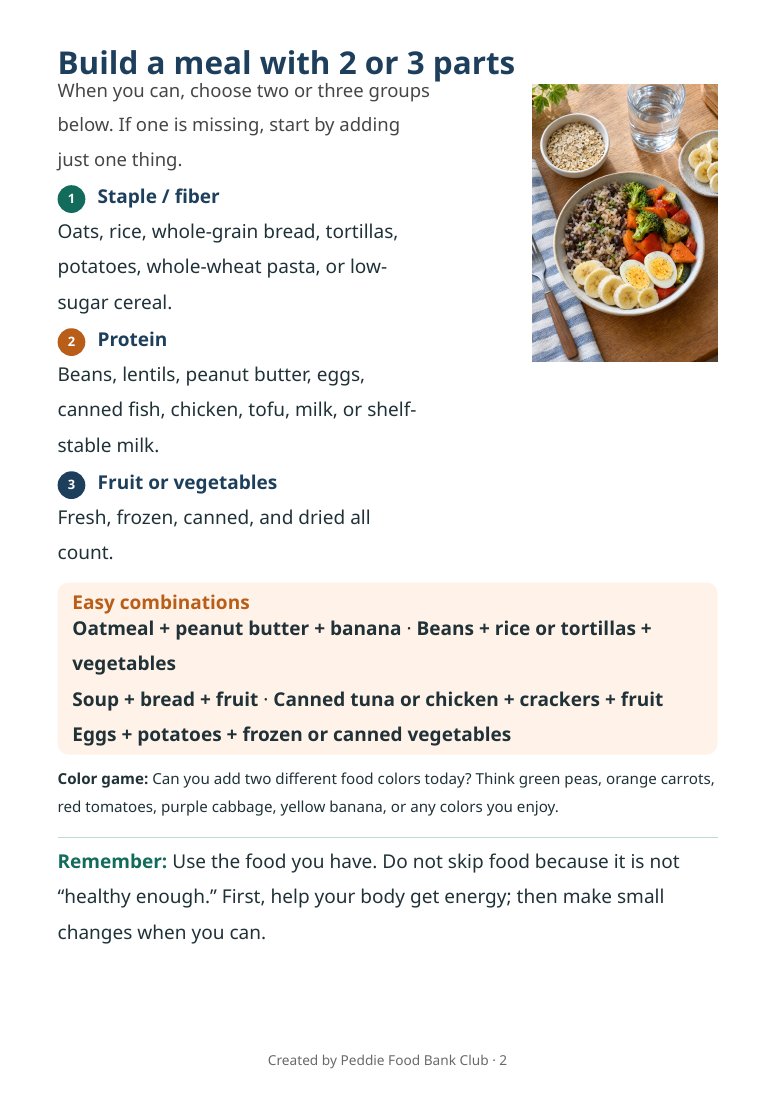 Build a meal with 2 or 3 parts
When you can, choose two or three groups
below. If one is missing, start by adding
just one thing.
1 Staple / fiber
Oats, rice, whole-grain bread, tortillas,
potatoes, whole-wheat pasta, or low-
sugar cereal.
2 Protein
Beans, lentils, peanut butter, eggs,
canned fish, chicken, tofu, milk, or shelf-
stable milk.
3 Fruit or vegetables
Fresh, frozen, canned, and dried all
count.
Easy combinations
Oatmeal + peanut butter + banana · Beans + rice or tortillas +
vegetables
Soup + bread + fruit · Canned tuna or chicken + crackers + fruit
Eggs + potatoes + frozen or canned vegetables
Color game: Can you add two different food colors today? Think green peas, orange carrots,
red tomatoes, purple cabbage, yellow banana, or any colors you enjoy.
Remember: Use the food you have. Do not skip food because it is not
“healthy enough.” First, help your body get energy; then make small
changes when you can.
Created by Peddie Food Bank Club · 2